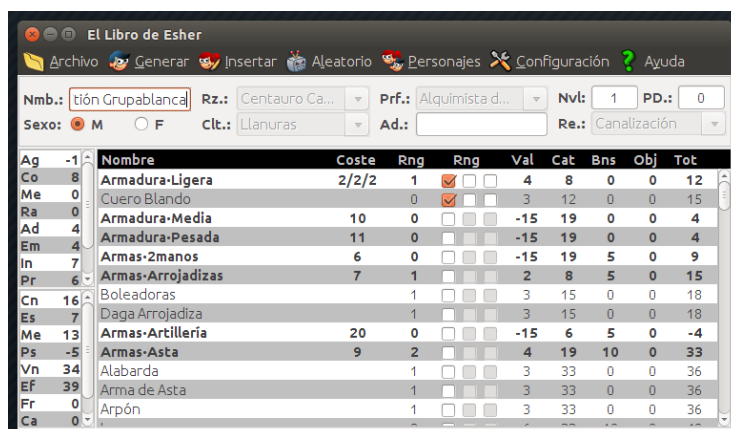 El Libro de Esher
Archivo Generar Insertar Aleatorio Personajes Configuración Ayuda
Nmb.: tión Grupablanca Rz.: Centauro Ca... Prf.: Alquimista d... Nvl: 1 PD.: 0
Sexo: M F Clt.: Llanuras Ad.: Re.: Canalización
Ag -1
Co 8
Me 0
Ra 0
Ad 4
Em 4
In 7
Pr 6
Cn 16
Es 7
Me 13
Ps -5
Vn 34
Ef 39
Fr 0
Ca 0
Nombre Coste Rng Rng Val Cat Bns Obj Tot
Armadura·Ligera 2/2/2 1 4 8 0 0 12
Cuero Blando 0 3 12 0 0 15
Armadura·Media 10 0 -15 19 0 0 4
Armadura·Pesada 11 0 -15 19 0 0 4
Armas·2manos 6 0 -15 19 5 0 9
Armas·Arrojadizas 7 1 2 8 5 0 15
Boleadoras 1 3 15 0 0 18
Daga Arrojadiza 1 3 15 0 0 18
Armas·Artillería 20 0 -15 6 5 0 -4
Armas·Asta 9 2 4 19 10 0 33
Alabarda 1 3 33 0 0 36
Arma de Asta 1 3 33 0 0 36
Arpón 1 3 33 0 0 36